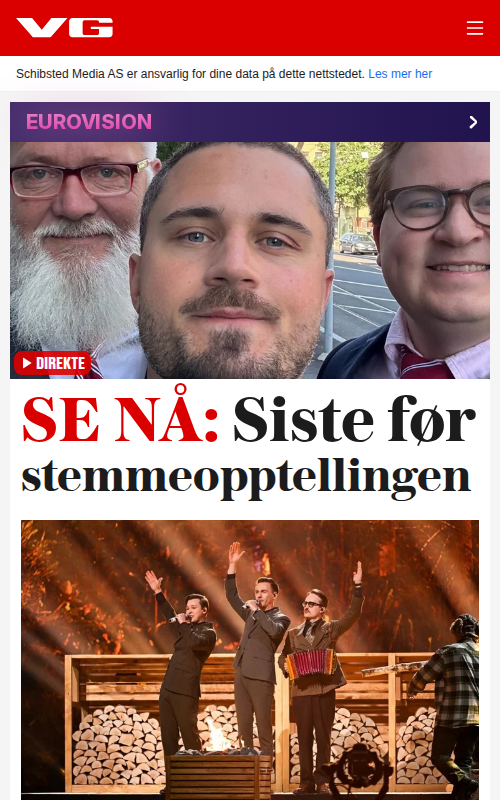 VG
Schibsted Media AS er ansvarlig for dine data på dette nettstedet. Les mer her
EUROVISION
DIREKTE
SE NÅ: Siste før
stemmeopptellingen